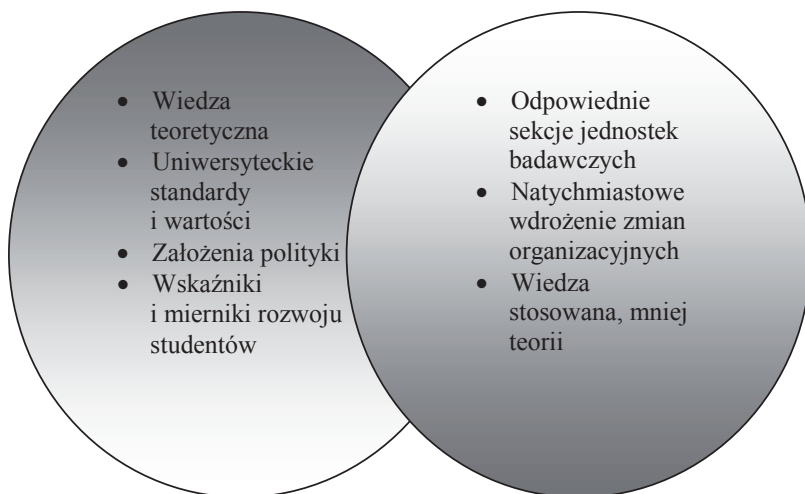 • Wiedza
teoretyczna
• Uniwersyteckie
standardy
i wartości
• Założenia polityki
• Wskaźniki
i mierniki rozwoju
studentów
• Odpowiednie
sekcje jednostek
badawczych
• Natychmiastowe
wdrożenie zmian
organizacyjnych
• Wiedza
stosowana, mniej
teorii